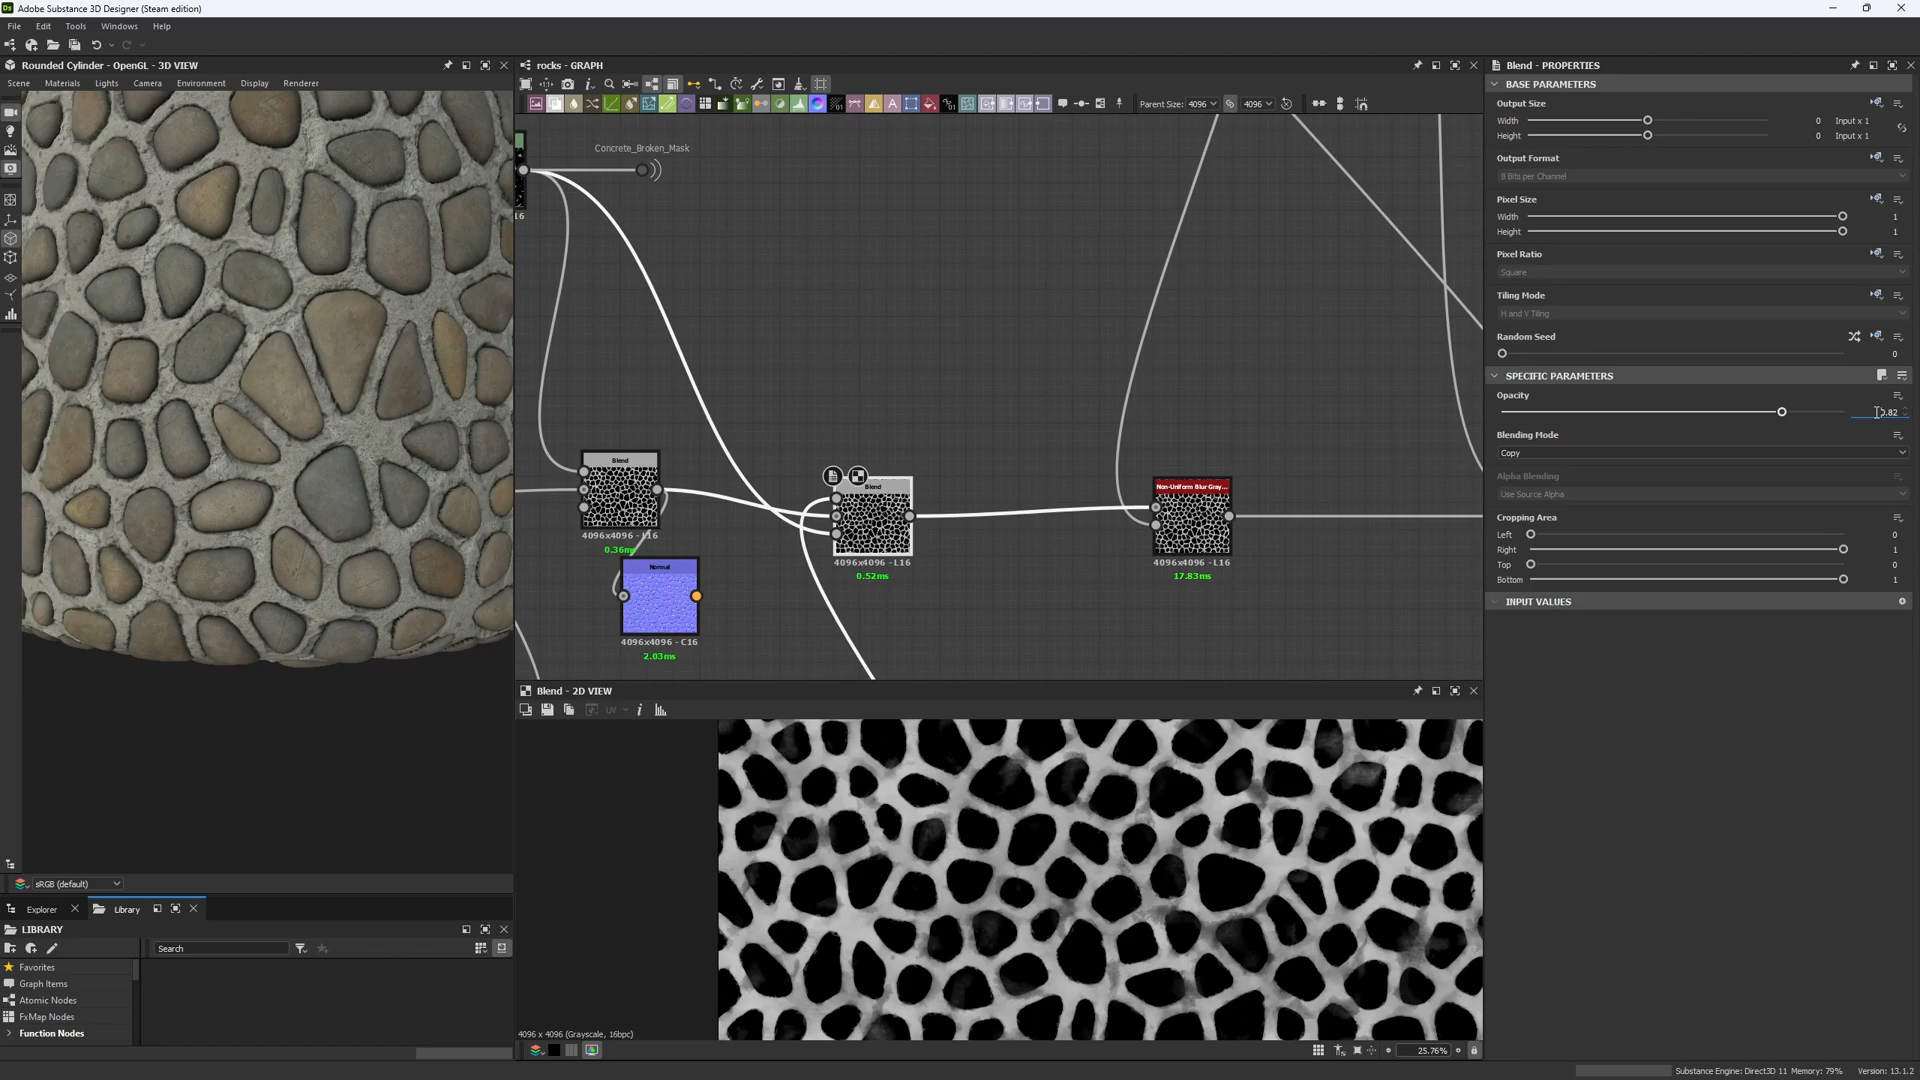 Adobe Substance 3D Designer (Steam edition)
File Edit Tools Windows Help
Rounded Cylinder - OpenGL - 3D VIEW
Scene Materials Lights Camera Environment Display Renderer
sRGB (default)
Explorer Library
LIBRARY
Search
Favorites
Graph Items
Atomic Nodes
FxMap Nodes
Function Nodes
rocks - GRAPH
Parent Size: 4096 4096
Concrete_Broken_Mask
16
Blend
4096x4096 - L16
0.36ms
Normal
4096x4096 - C16
2.03ms
Blend
4096x4096 - L16
0.52ms
Non-Uniform Blur Gray...
4096x4096 - L16
17.83ms
Blend - 2D VIEW
UV
4096 x 4096 (Grayscale, 16bpc)
25.76%
Blend - PROPERTIES
BASE PARAMETERS
Output Size
Width 0 Input x 1
Height 0 Input x 1
Output Format
8 Bits per Channel
Pixel Size
Width 1
Height 1
Pixel Ratio
Square
Tiling Mode
H and V Tiling
Random Seed
0
SPECIFIC PARAMETERS
Opacity
0.82
Blending Mode
Copy
Alpha Blending
Use Source Alpha
Cropping Area
Left 0
Right 1
Top 0
Bottom 1
INPUT VALUES
Substance Engine: Direct3D 11 Memory: 79% Version: 13.1.2